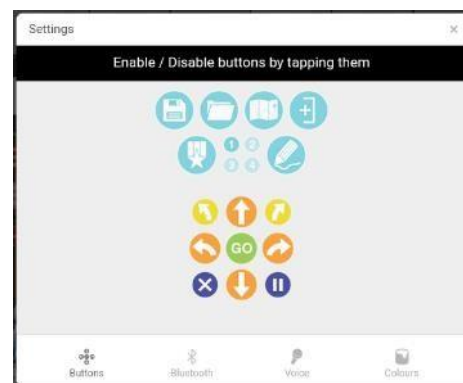 Settings ×
Enable / Disable buttons by tapping them
1 2
3 4
GO
Buttons Bluetooth Voice Colours